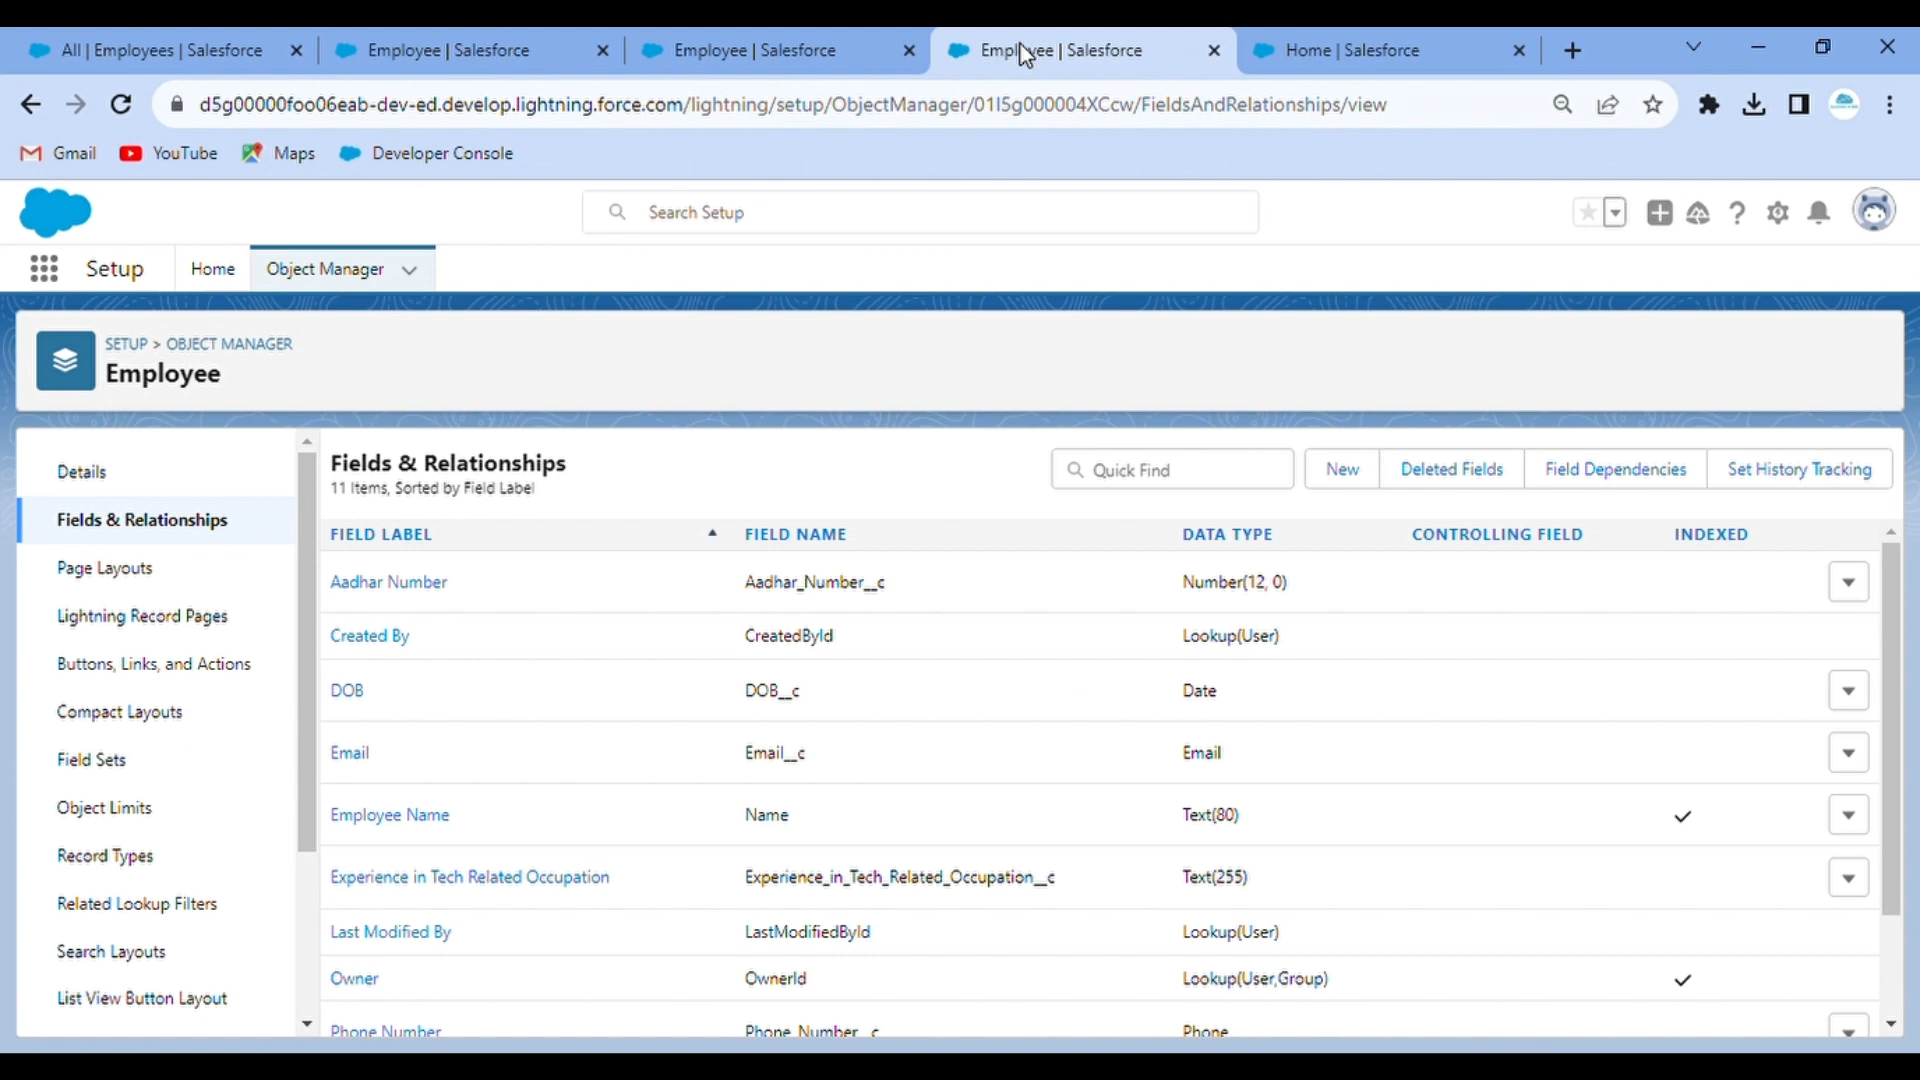 All | Employees | Salesforce
Employee | Salesforce
Employee | Salesforce
Employee | Salesforce
Home | Salesforce
d5g00000foo06eab-dev-ed.develop.lightning.force.com/lightning/setup/ObjectManager/01I5g000004XCcw/FieldsAndRelationships/view
Gmail YouTube Maps Developer Console
Search Setup
Setup Home Object Manager
SETUP > OBJECT MANAGER
Employee
Details
Fields & Relationships
Page Layouts
Lightning Record Pages
Buttons, Links, and Actions
Compact Layouts
Field Sets
Object Limits
Record Types
Related Lookup Filters
Search Layouts
List View Button Layout
Fields & Relationships
11 Items, Sorted by Field Label
Quick Find
New
Deleted Fields
Field Dependencies
Set History Tracking
FIELD LABEL FIELD NAME DATA TYPE CONTROLLING FIELD INDEXED
Aadhar Number Aadhar_Number__c Number(12, 0)
Created By CreatedById Lookup(User)
DOB DOB__c Date
Email Email__c Email
Employee Name Name Text(80)
Experience in Tech Related Occupation Experience_in_Tech_Related_Occupation__c Text(255)
Last Modified By LastModifiedById Lookup(User)
Owner OwnerId Lookup(User,Group)
Phone Number Phone_Number__c Phone